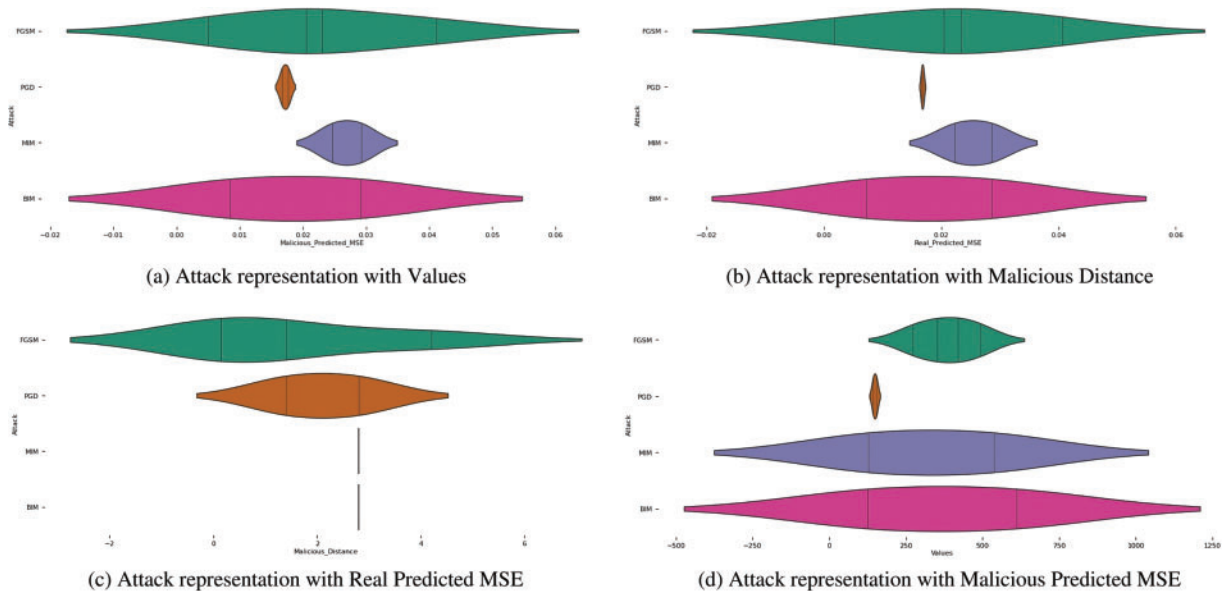 FGSM
PGD
Attack
MIM
BIM
−0.02 −0.01 0.00 0.01 0.02 0.03 0.04 0.05 0.06
Malicious_Predicted_MSE
(a) Attack representation with Values
FGSM
PGD
Attack
MIM
BIM
−0.02 0.00 0.02 0.04 0.06
Real_Predicted_MSE
(b) Attack representation with Malicious Distance
FGSM
PGD
Attack
MIM
BIM
−2 0 2 4 6
Malicious_Distance
(c) Attack representation with Real Predicted MSE
FGSM
PGD
Attack
MIM
BIM
−500 −250 0 250 500 750 1000 1250
Values
(d) Attack representation with Malicious Predicted MSE